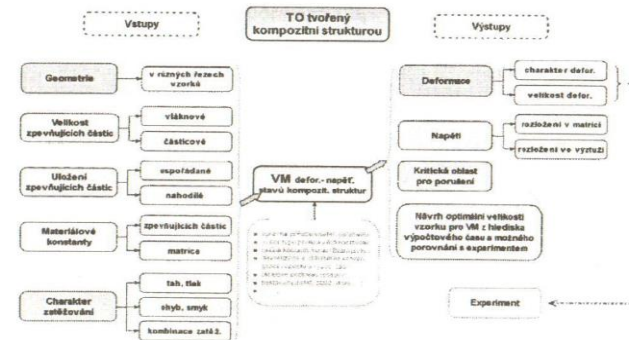 Vstupy
TO tvořený
kompozitní strukturou
Výstupy
Geometrie
v různých řezech
vzorků
Velikost
zpevňujících částic
vláknové
částicové
Uložení
zpevňujících částic
uspořádané
nahodilé
Materiálové
konstanty
zpevňujících částic
matrice
Charakter
zatěžování
tah, tlak
ohyb, smyk
kombinace zatěž.
VM defor.- napěť.
stavů kompozit. struktur
Deformace
charakter defor.
velikost defor.
Napětí
rozložení v matrici
rozložení ve výztuži
Kritická oblast
pro porušení
Návrh optimální velikosti
vzorku pro VM z hlediska
výpočtového času a možného
porovnání s experimentem
Experiment